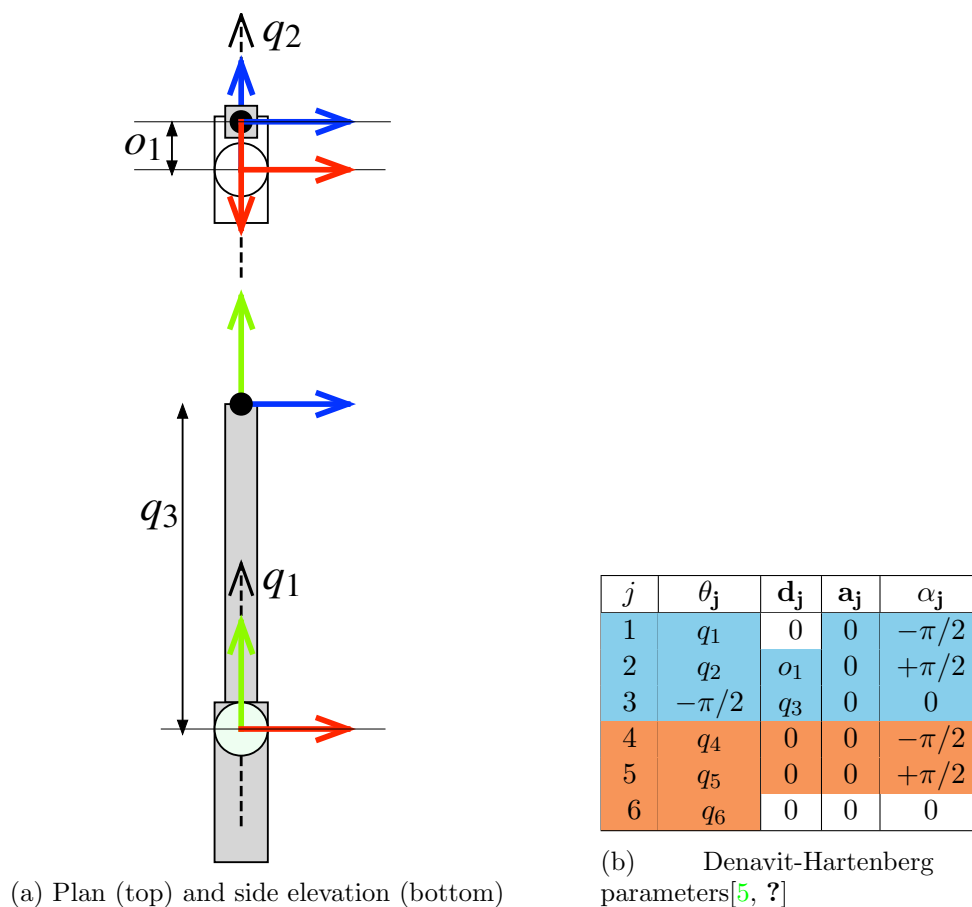 q2
o1
q3
q1
(a) Plan (top) and side elevation (bottom)
j θj dj aj αj
1 q1 0 0 −π/2
2 q2 o1 0 +π/2
3 −π/2 q3 0 0
4 q4 0 0 −π/2
5 q5 0 0 +π/2
6 q6 0 0 0
(b) Denavit-Hartenberg
parameters[5, ?]